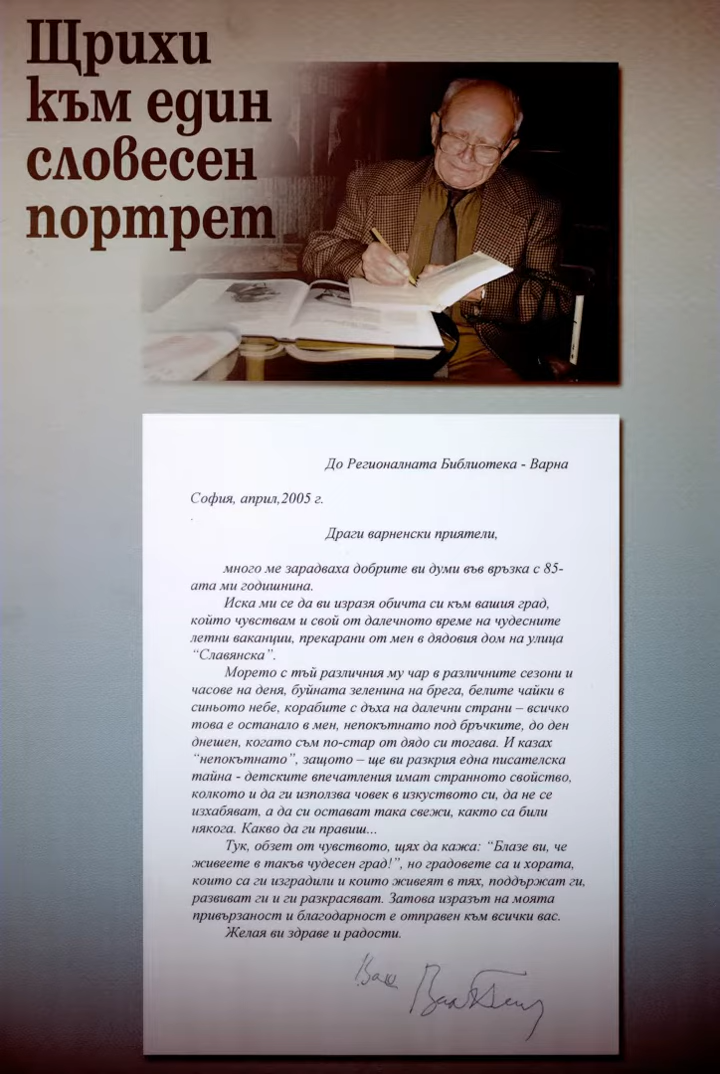 Щрихи
към един
словесен
портрет
До Регионалната Библиотека - Варна
София, април,2005 г.
Драги варненски приятели,
много ме зарадваха добрите ви думи във връзка с 85-
ата ми годишнина.
Иска ми се да ви изразя обичта си към вашия град,
който чувствам и свой от далечното време на чудесните
летни ваканции, прекарани от мен в дядовия дом на улица
“Славянска”.
Морето с тъй различния му чар в различните сезони и
часове на деня, буйната зеленина на брега, белите чайки в
синьото небе, корабите с дъха на далечни страни – всичко
това е останало в мен, непокътнато под бръчките, до ден
днешен, когато съм по-стар от дядо си тогава. И казах
“непокътнато”, защото – ще ви разкрия една писателска
тайна - детските впечатления имат странното свойство,
колкото и да ги използва човек в изкуството си, да не се
изхабяват, а да си остават така свежи, както са били
някога. Какво да ги правиш...
Тук, обзет от чувството, щях да кажа: “Блазе ви, че
живеете в такъв чудесен град!”, но градовете са и хората,
които са ги изградили и които живеят в тях, поддържат ги,
развиват ги и ги разкрасяват. Затова изразът на моята
привързаност и благодарност е отправен към всички вас.
Желая ви здраве и радости.
Ваш